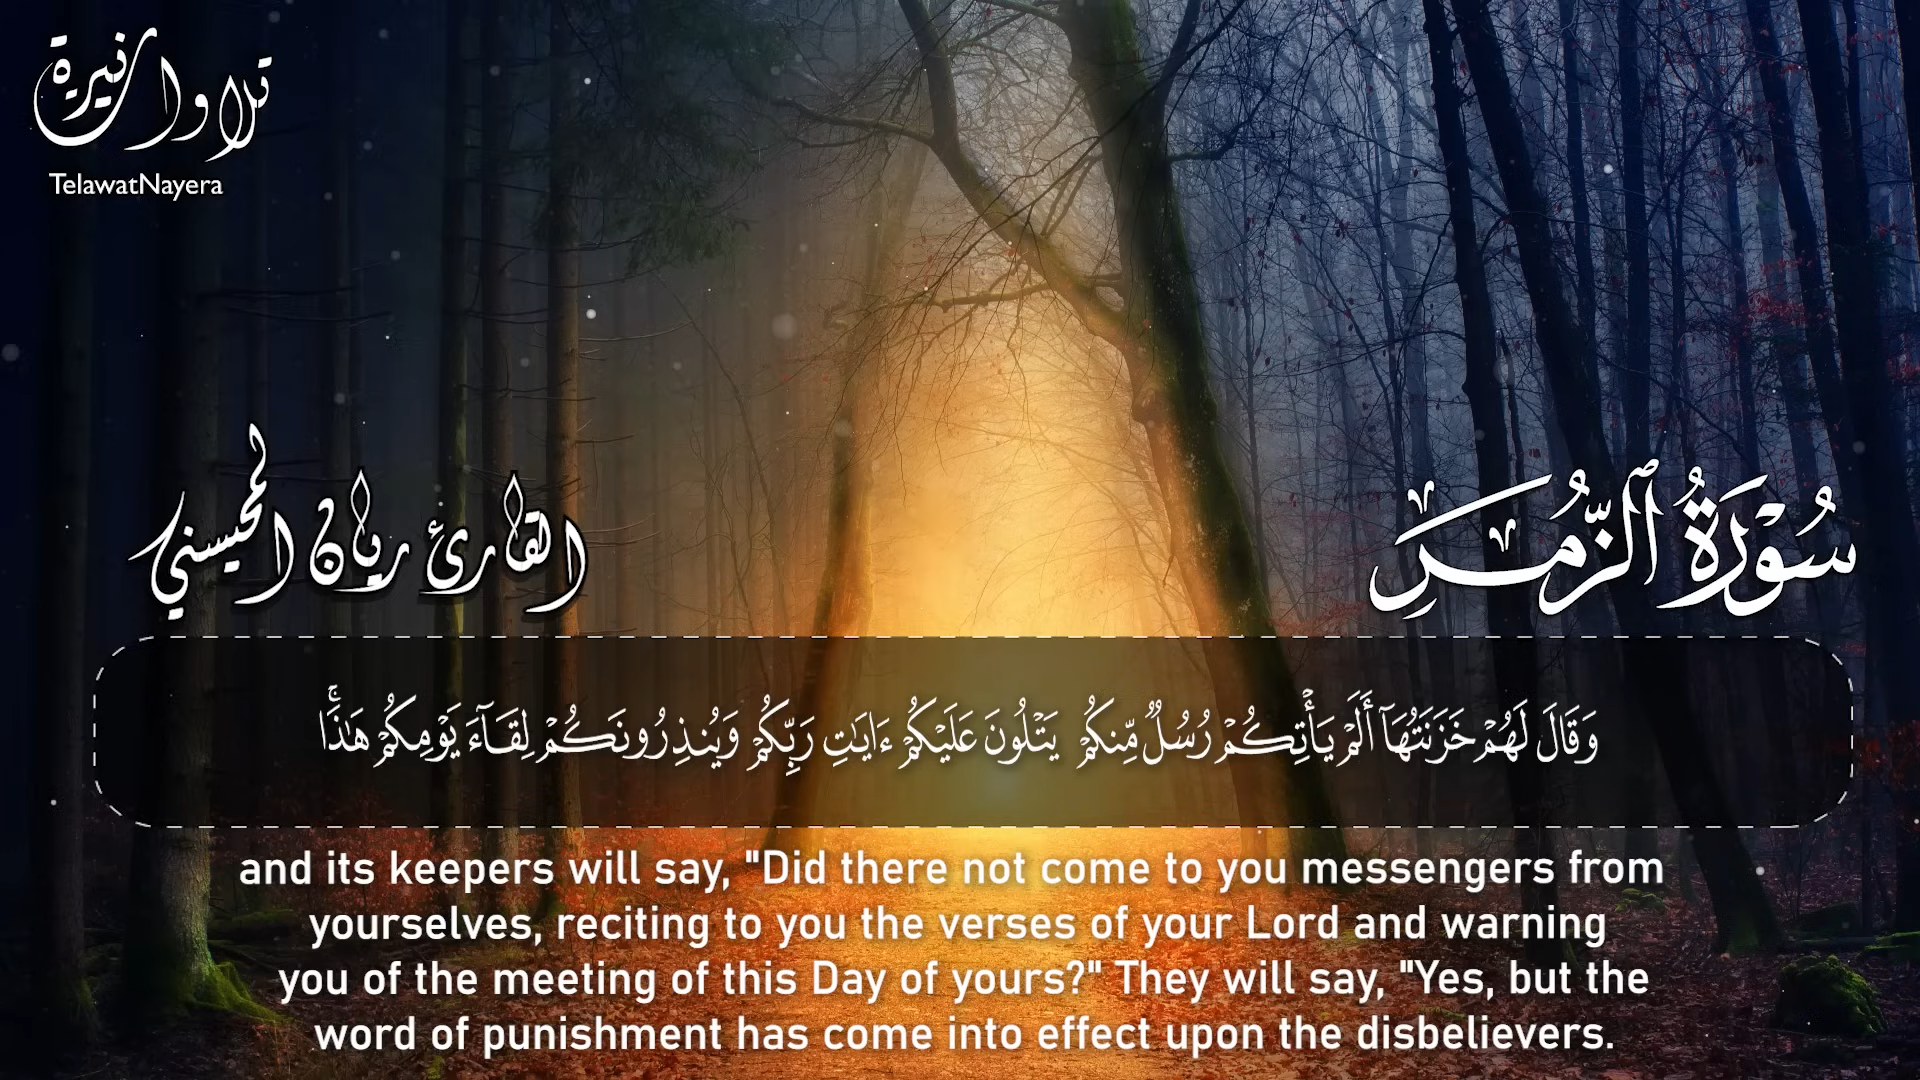 تلاوات نيرة
TelawatNayera
القارئ ريان المحيسني
سُورَةُ ٱلزُّمَرِ
وَقَالَ لَهُمْ خَزَنَتُهَآ أَلَمْ يَأْتِكُمْ رُسُلٌ مِّنكُمْ يَتْلُونَ عَلَيْكُمْ ءَايَٰتِ رَبِّكُمْ وَيُنذِرُونَكُمْ لِقَآءَ يَوْمِكُمْ هَٰذَاۚ
and its keepers will say, "Did there not come to you messengers from
yourselves, reciting to you the verses of your Lord and warning
you of the meeting of this Day of yours?" They will say, "Yes, but the
word of punishment has come into effect upon the disbelievers.